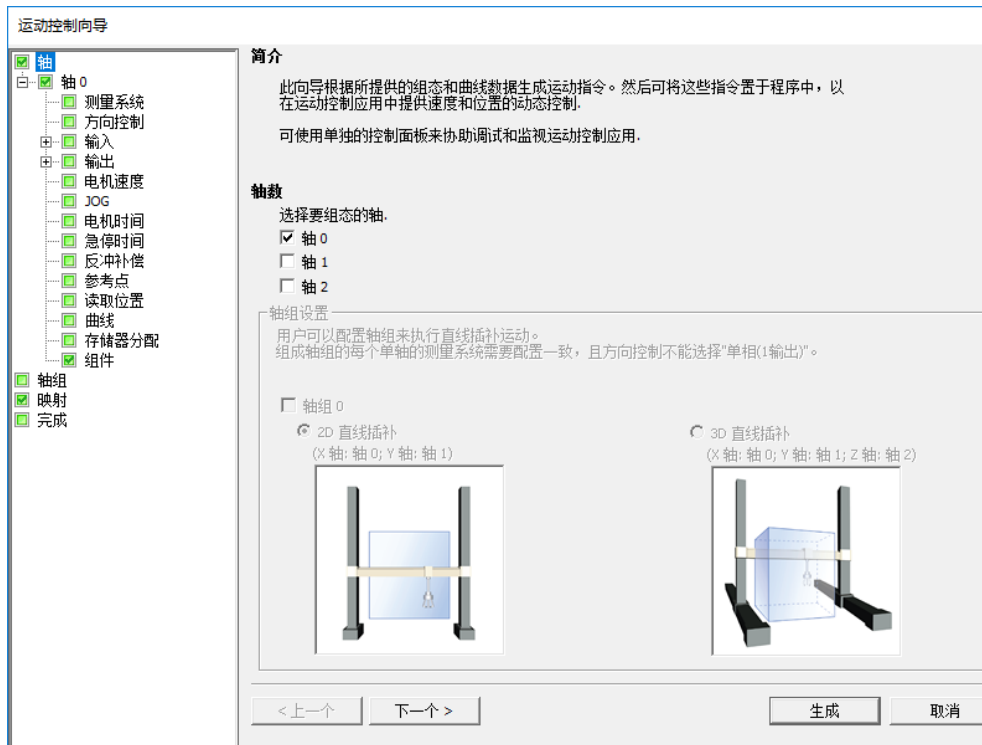 运动控制向导
轴
轴 0
测量系统
方向控制
输入
输出
电机速度
JOG
电机时间
急停时间
反冲补偿
参考点
读取位置
曲线
存储器分配
组件
轴组
映射
完成
简介
此向导根据所提供的组态和曲线数据生成运动指令。然后可将这些指令置于程序中，以
在运动控制应用中提供速度和位置的动态控制.
可使用单独的控制面板来协助调试和监视运动控制应用.
轴数
选择要组态的轴.
轴 0
轴 1
轴 2
轴组设置
用户可以配置轴组来执行直线插补运动。
组成轴组的每个单轴的测量系统需要配置一致，且方向控制不能选择"单相(1输出)"。
轴组 0
2D 直线插补
(X 轴: 轴 0; Y 轴: 轴 1)
3D 直线插补
(X 轴: 轴 0; Y 轴: 轴 1; Z 轴: 轴 2)
< 上一个
下一个 >
生成
取消